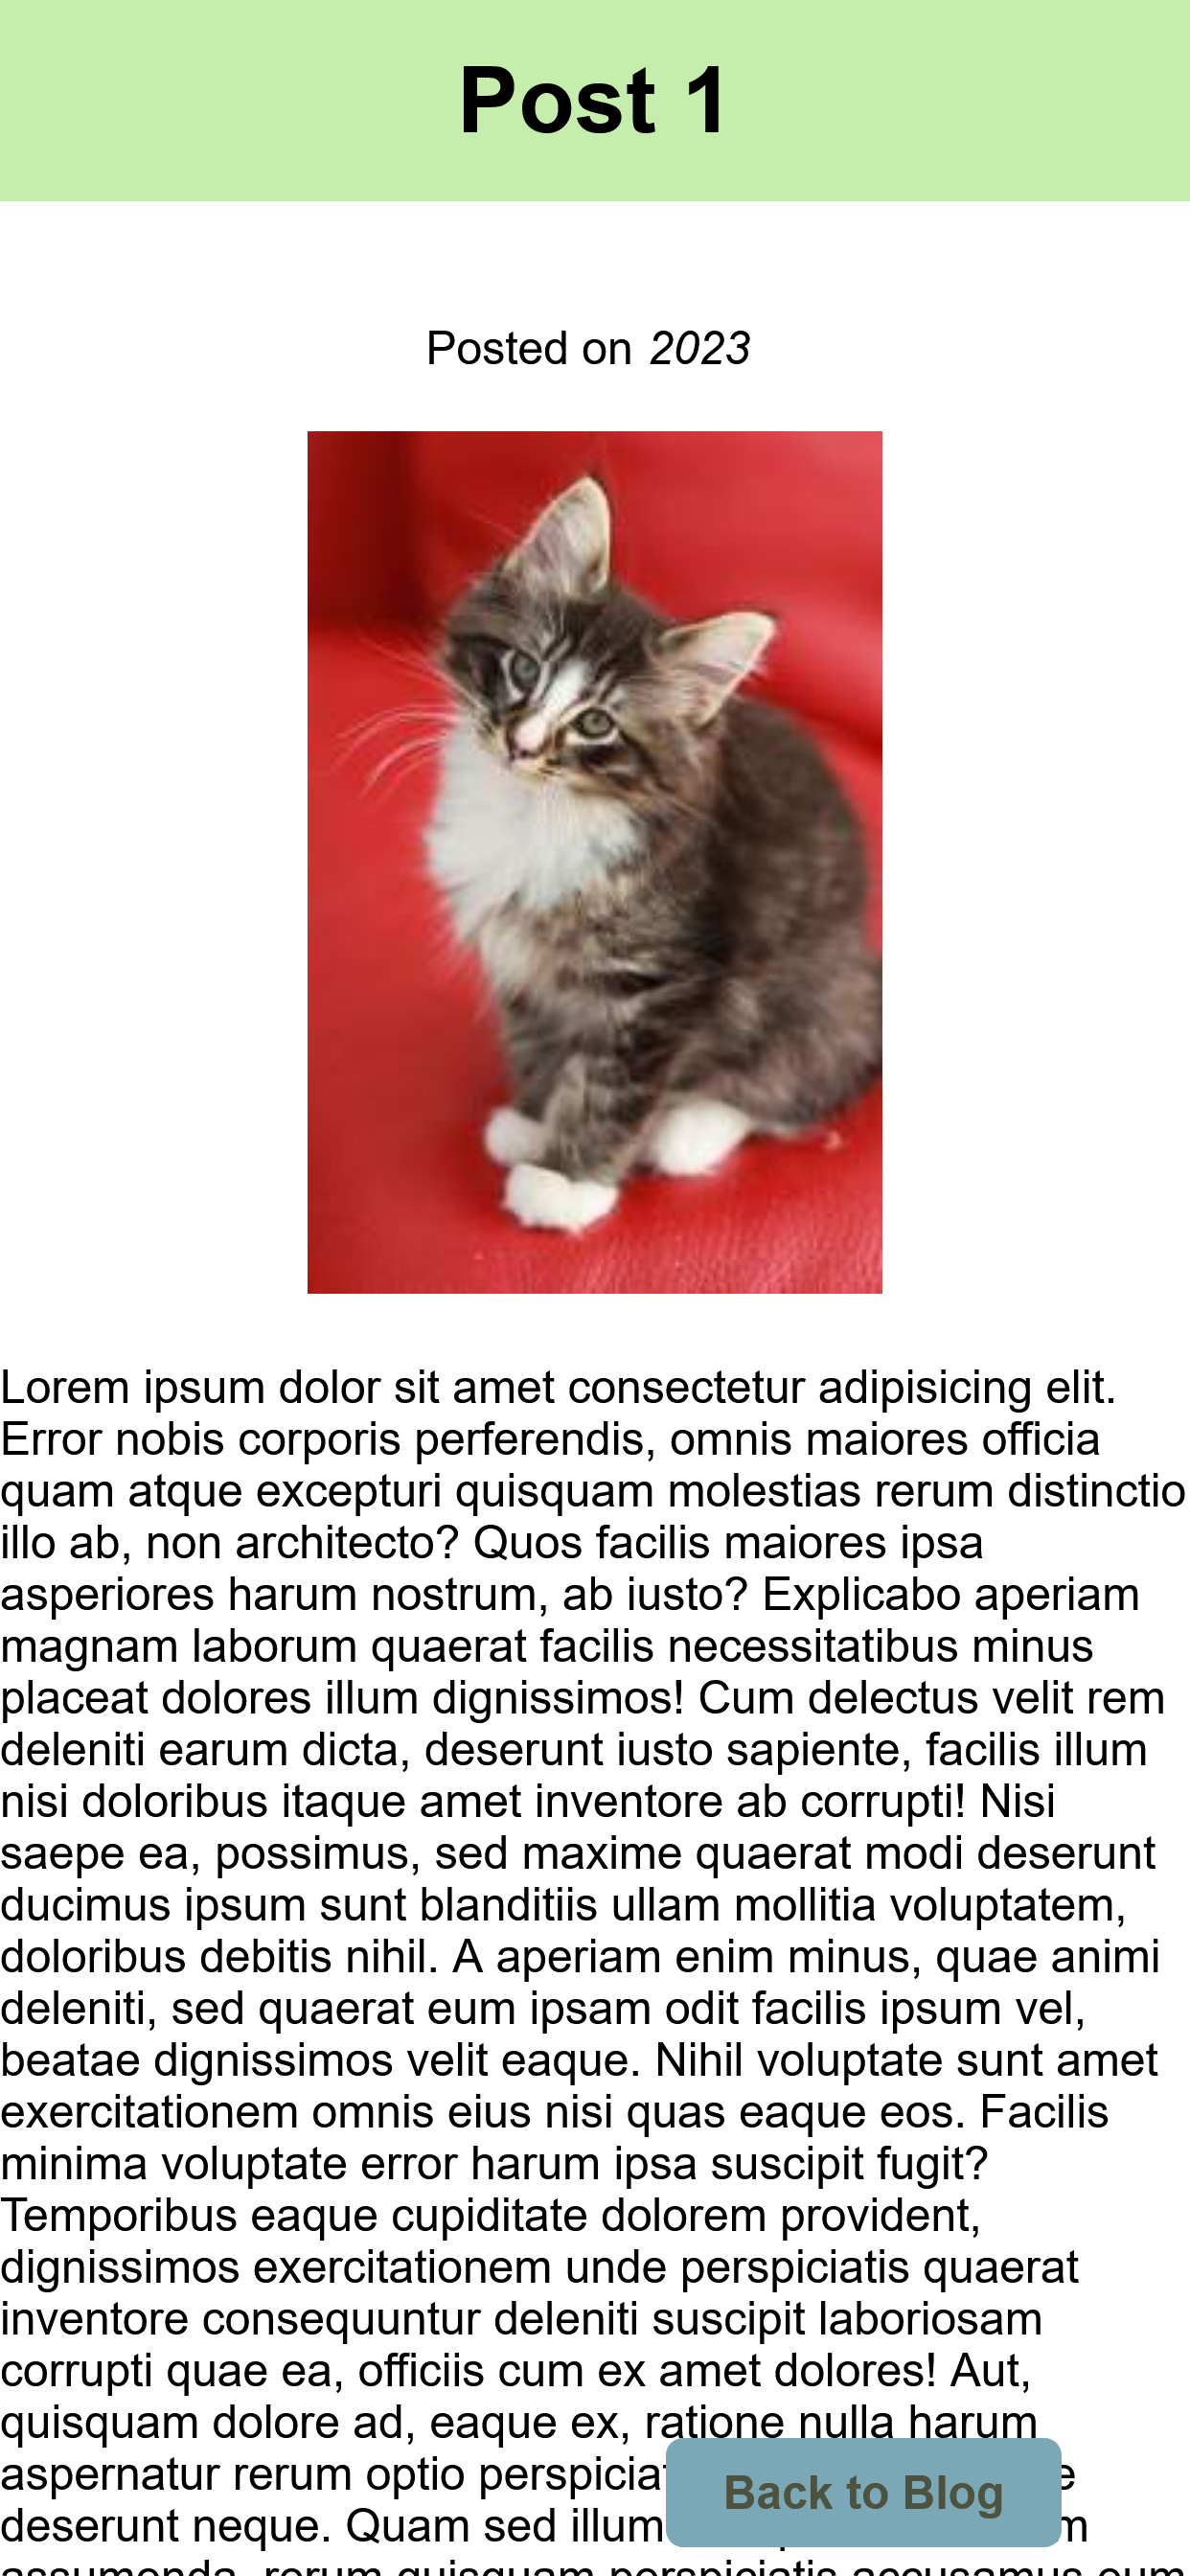 Post 1
Posted on 2023
Lorem ipsum dolor sit amet consectetur adipisicing elit.
Error nobis corporis perferendis, omnis maiores officia
quam atque excepturi quisquam molestias rerum distinctio
illo ab, non architecto? Quos facilis maiores ipsa
asperiores harum nostrum, ab iusto? Explicabo aperiam
magnam laborum quaerat facilis necessitatibus minus
placeat dolores illum dignissimos! Cum delectus velit rem
deleniti earum dicta, deserunt iusto sapiente, facilis illum
nisi doloribus itaque amet inventore ab corrupti! Nisi
saepe ea, possimus, sed maxime quaerat modi deserunt
ducimus ipsum sunt blanditiis ullam mollitia voluptatem,
doloribus debitis nihil. A aperiam enim minus, quae animi
deleniti, sed quaerat eum ipsam odit facilis ipsum vel,
beatae dignissimos velit eaque. Nihil voluptate sunt amet
exercitationem omnis eius nisi quas eaque eos. Facilis
minima voluptate error harum ipsa suscipit fugit?
Temporibus eaque cupiditate dolorem provident,
dignissimos exercitationem unde perspiciatis quaerat
inventore consequuntur deleniti suscipit laboriosam
corrupti quae ea, officiis cum ex amet dolores! Aut,
quisquam dolore ad, eaque ex, ratione nulla harum
aspernatur rerum optio
deserunt neque. Quam sed illum
Back to Blog
assumenda, rerum quisquam perspiciatis accusamus eum